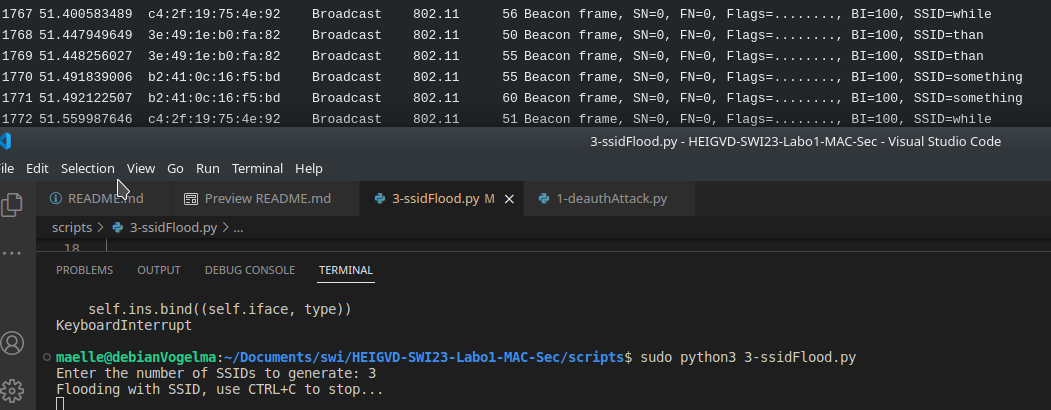 1767 51.400583489 c4:2f:19:75:4e:92 Broadcast 802.11 56 Beacon frame, SN=0, FN=0, Flags=........, BI=100, SSID=while
1768 51.447949649 3e:49:1e:b0:fa:82 Broadcast 802.11 50 Beacon frame, SN=0, FN=0, Flags=........, BI=100, SSID=than
1769 51.448256027 3e:49:1e:b0:fa:82 Broadcast 802.11 55 Beacon frame, SN=0, FN=0, Flags=........, BI=100, SSID=than
1770 51.491839006 b2:41:0c:16:f5:bd Broadcast 802.11 55 Beacon frame, SN=0, FN=0, Flags=........, BI=100, SSID=something
1771 51.492122507 b2:41:0c:16:f5:bd Broadcast 802.11 60 Beacon frame, SN=0, FN=0, Flags=........, BI=100, SSID=something
1772 51.559987646 c4:2f:19:75:4e:92 Broadcast 802.11 51 Beacon frame, SN=0, FN=0, Flags=........, BI=100, SSID=while
3-ssidFlood.py - HEIGVD-SWI23-Labo1-MAC-Sec - Visual Studio Code
ile Edit Selection View Go Run Terminal Help
README.md Preview README.md 3-ssidFlood.py M 1-deauthAttack.py
scripts > 3-ssidFlood.py > ...
18
PROBLEMS OUTPUT DEBUG CONSOLE TERMINAL
self.ins.bind((self.iface, type))
KeyboardInterrupt
maelle@debianVogelma:~/Documents/swi/HEIGVD-SWI23-Labo1-MAC-Sec/scripts$ sudo python3 3-ssidFlood.py
Enter the number of SSIDs to generate: 3
Flooding with SSID, use CTRL+C to stop...